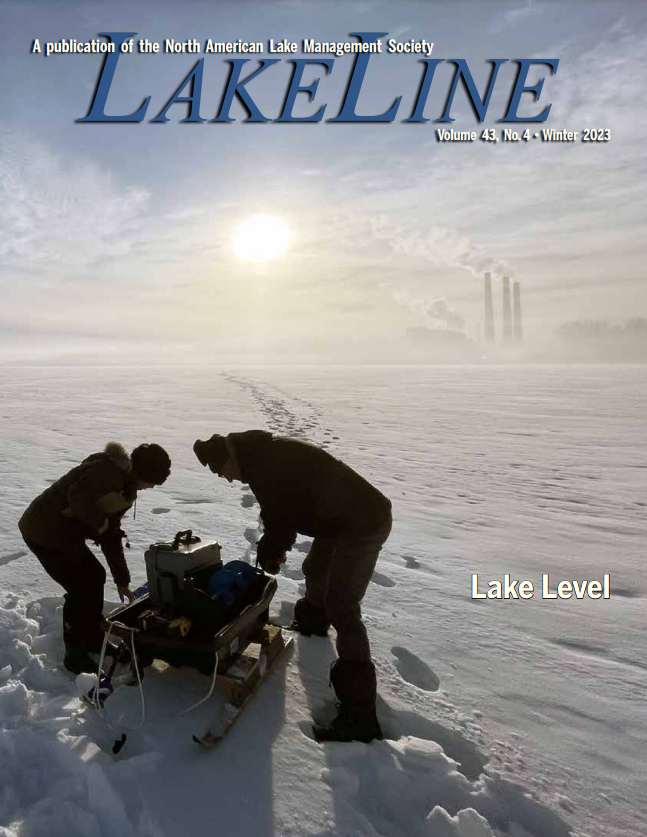 A publication of the North American Lake Management Society
LAKELINE
Volume 43, No. 4 • Winter 2023
Lake Level